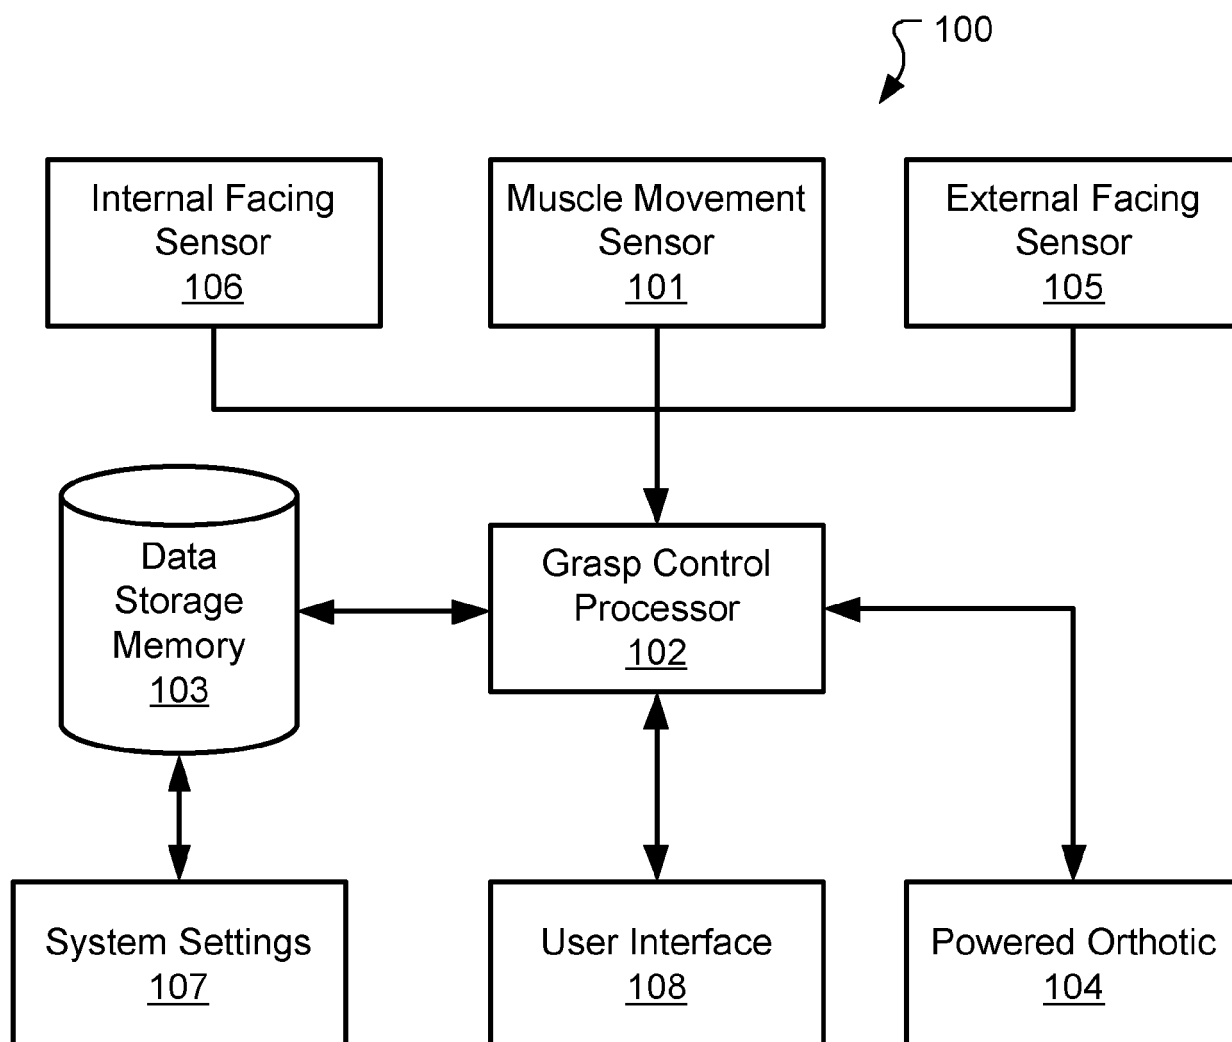 100
Internal Facing
Sensor
106
Muscle Movement
Sensor
101
External Facing
Sensor
105
Data
Storage
Memory
103
Grasp Control
Processor
102
System Settings
107
User Interface
108
Powered Orthotic
104